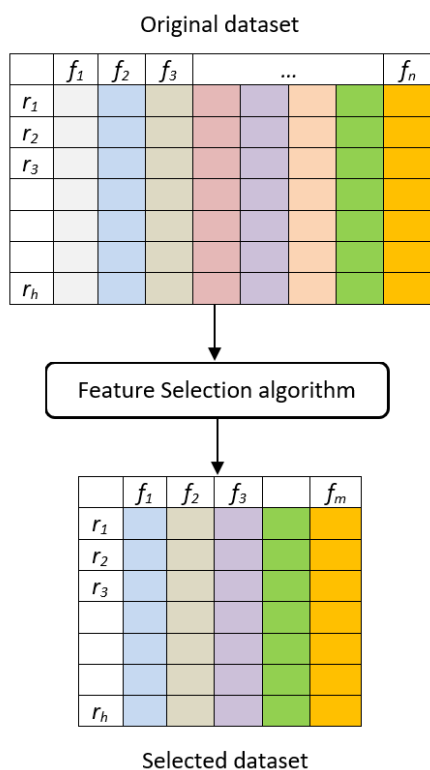 Original dataset
f1 f2 f3 ... fn
r1
r2
r3
rh
Feature Selection algorithm
f1 f2 f3 fm
r1
r2
r3
rh
Selected dataset